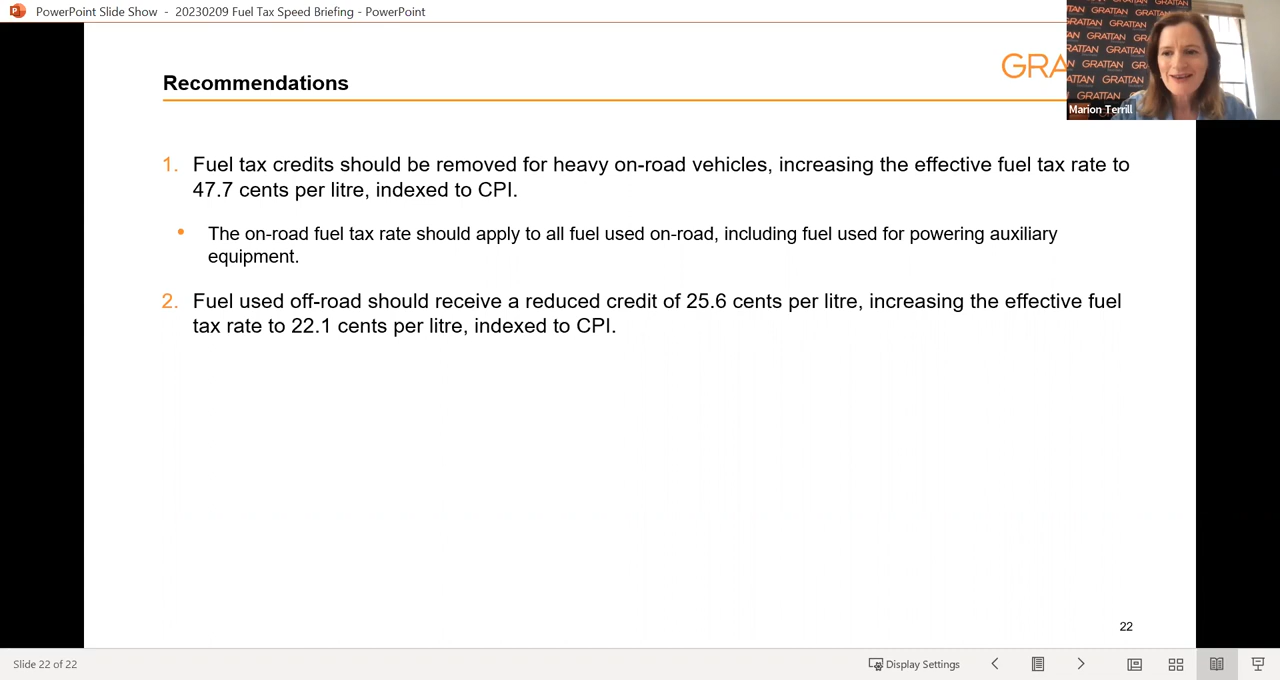 PowerPoint Slide Show - 20230209 Fuel Tax Speed Briefing - PowerPoint
GRATTAN
Marion Terrill
Recommendations
1. Fuel tax credits should be removed for heavy on-road vehicles, increasing the effective fuel tax rate to
47.7 cents per litre, indexed to CPI.
• The on-road fuel tax rate should apply to all fuel used on-road, including fuel used for powering auxiliary
equipment.
2. Fuel used off-road should receive a reduced credit of 25.6 cents per litre, increasing the effective fuel
tax rate to 22.1 cents per litre, indexed to CPI.
22
Slide 22 of 22
Display Settings